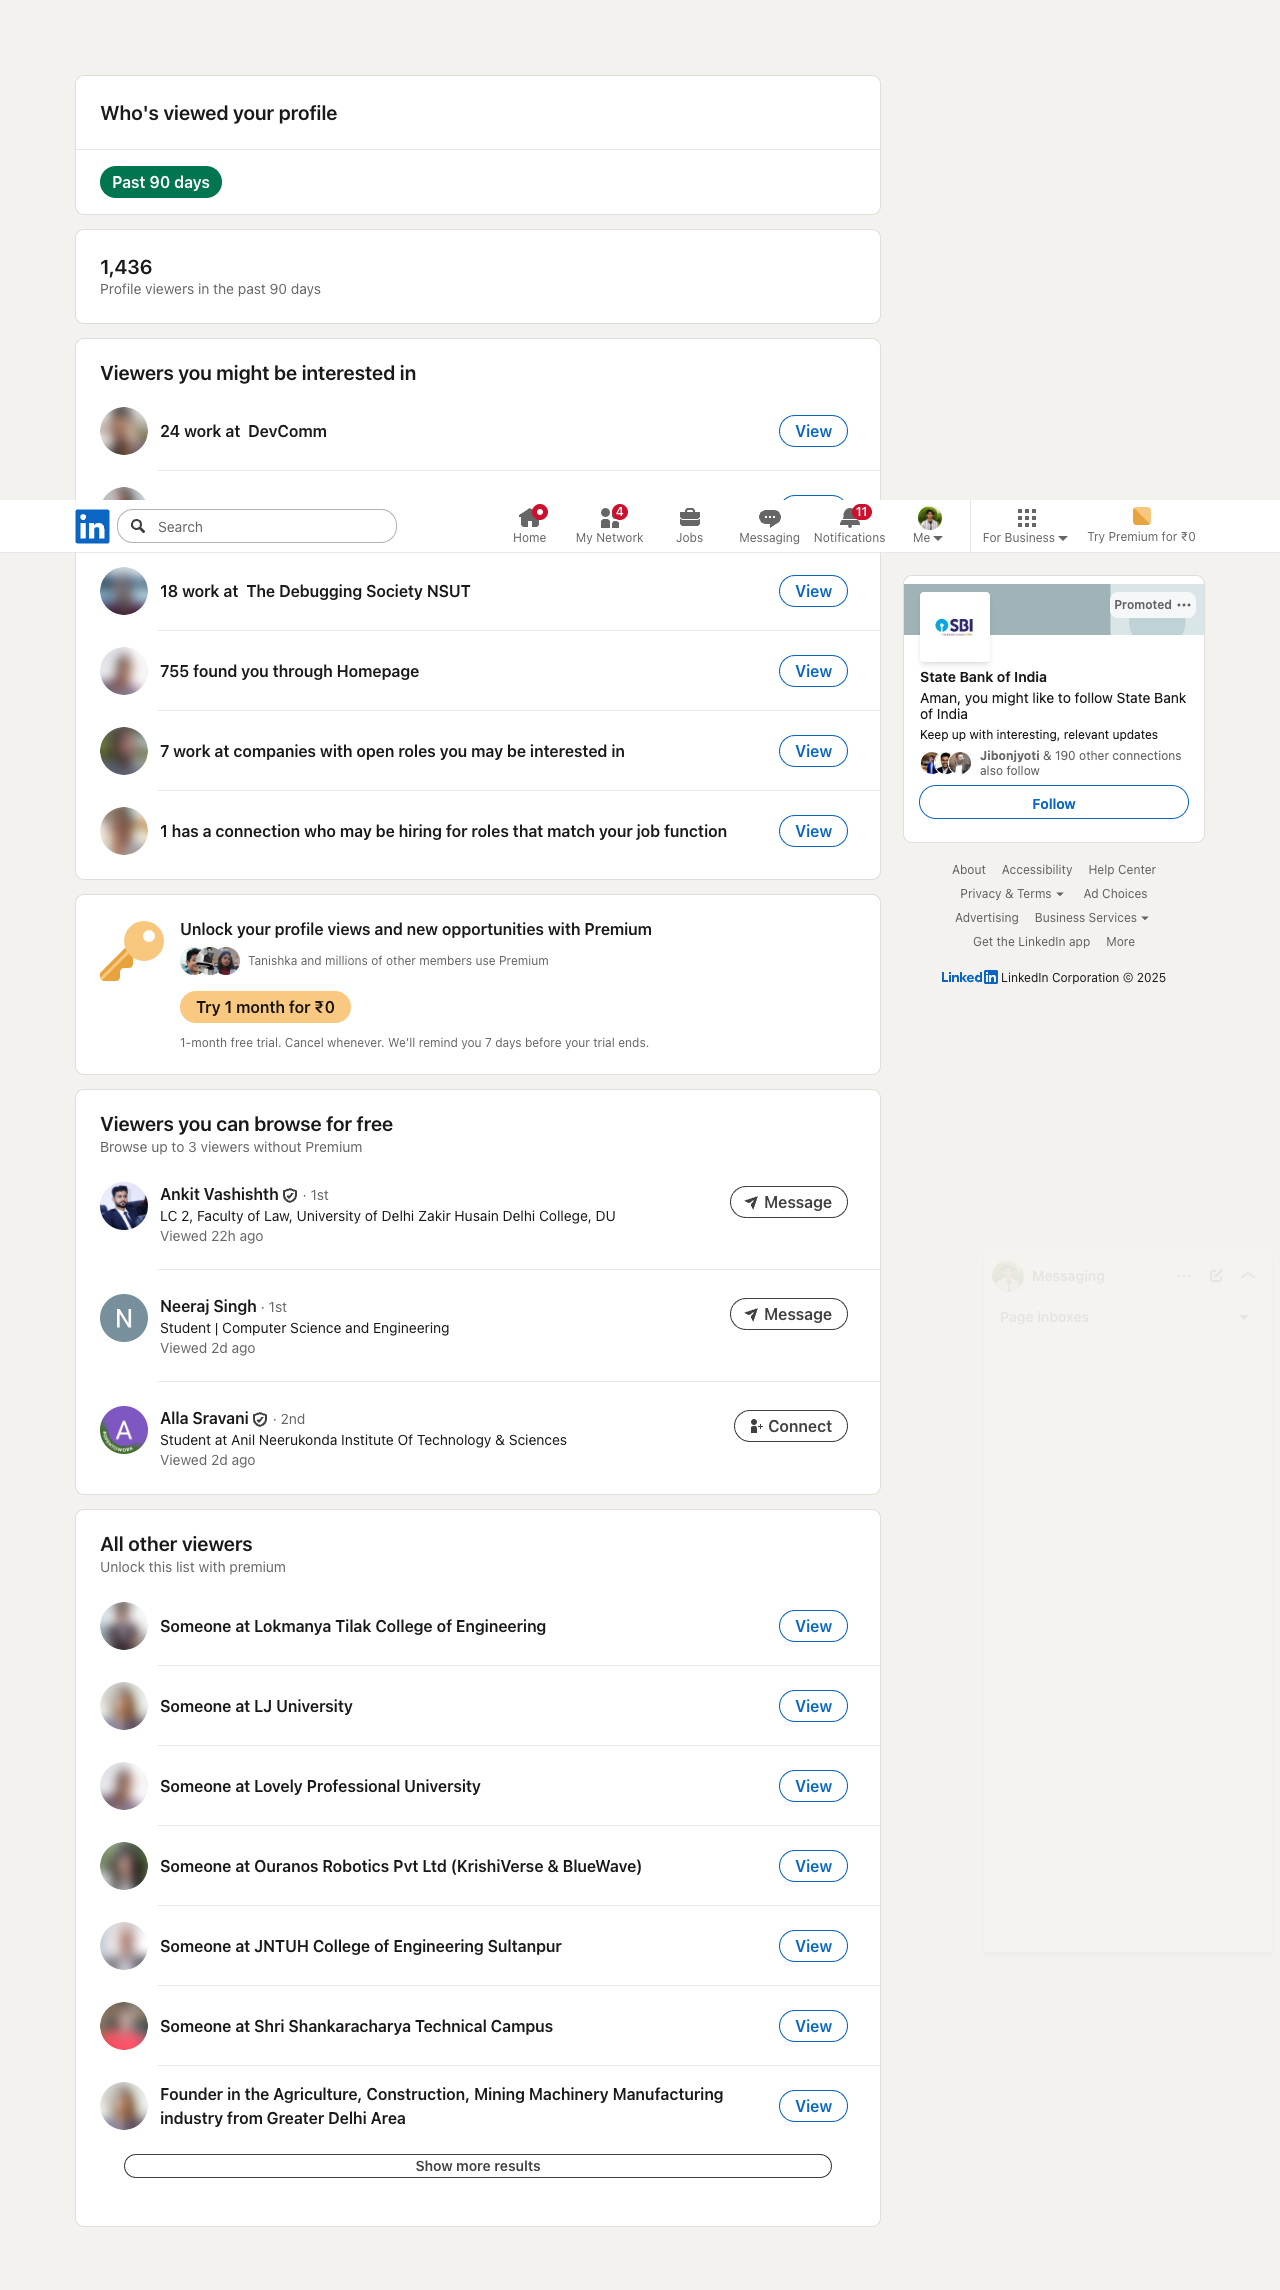 Who's viewed your profile
Past 90 days
1,436
Profile viewers in the past 90 days
Viewers you might be interested in
24 work at DevComm
View
in
Search
Home
4
My Network
Jobs
Messaging
11
Notifications
Me
For Business
Try Premium for ₹0
18 work at The Debugging Society NSUT
View
755 found you through Homepage
View
7 work at companies with open roles you may be interested in
View
1 has a connection who may be hiring for roles that match your job function
View
Promoted
SBI
State Bank of India
Aman, you might like to follow State Bank
of India
Keep up with interesting, relevant updates
Jibonjyoti & 190 other connections
also follow
Follow
About Accessibility Help Center
Privacy & Terms Ad Choices
Advertising Business Services
Get the LinkedIn app More
LinkedIn LinkedIn Corporation © 2025
Unlock your profile views and new opportunities with Premium
Tanishka and millions of other members use Premium
Try 1 month for ₹0
1-month free trial. Cancel whenever. We'll remind you 7 days before your trial ends.
Viewers you can browse for free
Browse up to 3 viewers without Premium
Ankit Vashishth · 1st
LC 2, Faculty of Law, University of Delhi Zakir Husain Delhi College, DU
Viewed 22h ago
Message
N
Neeraj Singh · 1st
Student | Computer Science and Engineering
Viewed 2d ago
Message
A
#OPENTOWORK
Alla Sravani · 2nd
Student at Anil Neerukonda Institute Of Technology & Sciences
Viewed 2d ago
Connect
Messaging
Page inboxes
All other viewers
Unlock this list with premium
Someone at Lokmanya Tilak College of Engineering
View
Someone at LJ University
View
Someone at Lovely Professional University
View
Someone at Ouranos Robotics Pvt Ltd (KrishiVerse & BlueWave)
View
Someone at JNTUH College of Engineering Sultanpur
View
Someone at Shri Shankaracharya Technical Campus
View
Founder in the Agriculture, Construction, Mining Machinery Manufacturing
industry from Greater Delhi Area
View
Show more results